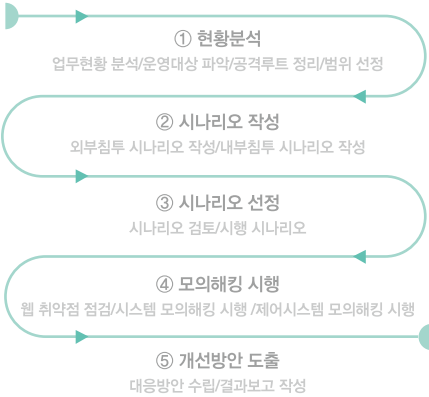 ① 현황분석
업무현황 분석/운영대상 파악/공격루트 정리/범위 선정
② 시나리오 작성
외부침투 시나리오 작성/내부침투 시나리오 작성
③ 시나리오 선정
시나리오 검토/시행 시나리오
④ 모의해킹 시행
웹 취약점 점검/시스템 모의해킹 시행 /제어시스템 모의해킹 시행
⑤ 개선방안 도출
대응방안 수립/결과보고 작성